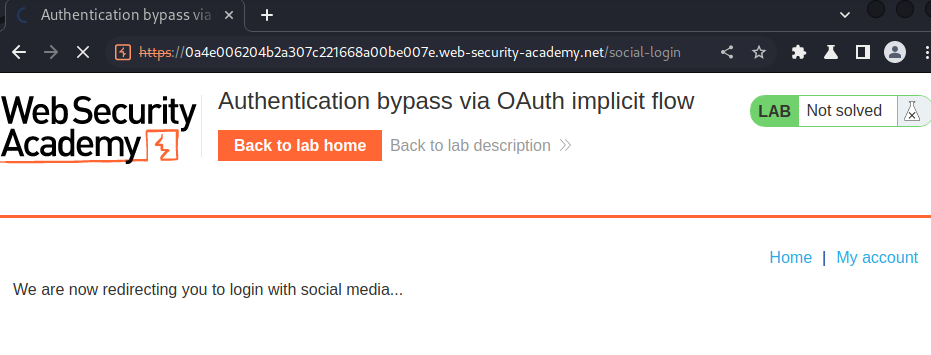 Authentication bypass via
https://0a4e006204b2a307c221668a00be007e.web-security-academy.net/social-login
Web Security
Academy
Authentication bypass via OAuth implicit flow
Back to lab home
Back to lab description
LAB
Not solved
Home | My account
We are now redirecting you to login with social media...